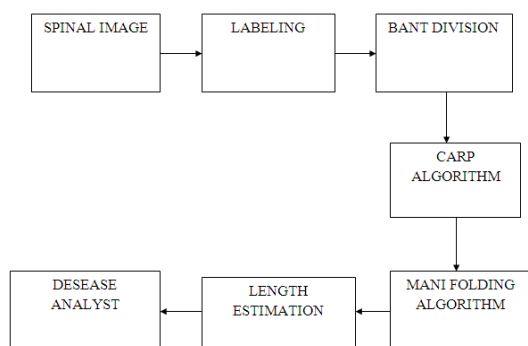 SPINAL IMAGE
LABELING
BANT DIVISION
CARP
ALGORITHM
MANI FOLDING
ALGORITHM
LENGTH
ESTIMATION
DESEASE
ANALYST